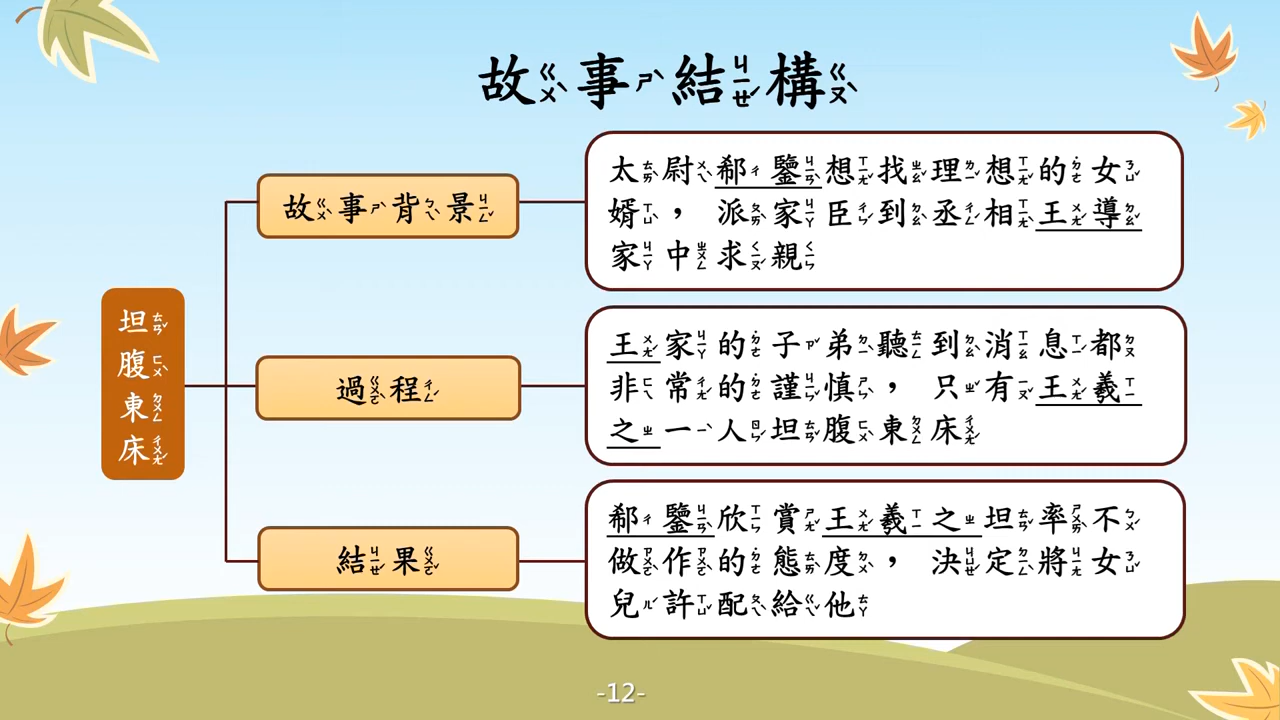 故事結構
坦腹東床
故事背景
太尉郗鑒想找理想的女
婿，派家臣到丞相王導
家中求親
過程
王家的子弟聽到消息都
非常的謹慎，只有王羲
之一人坦腹東床
結果
郗鑒欣賞王羲之坦率不
做作的態度，決定將女
兒許配給他
-12-